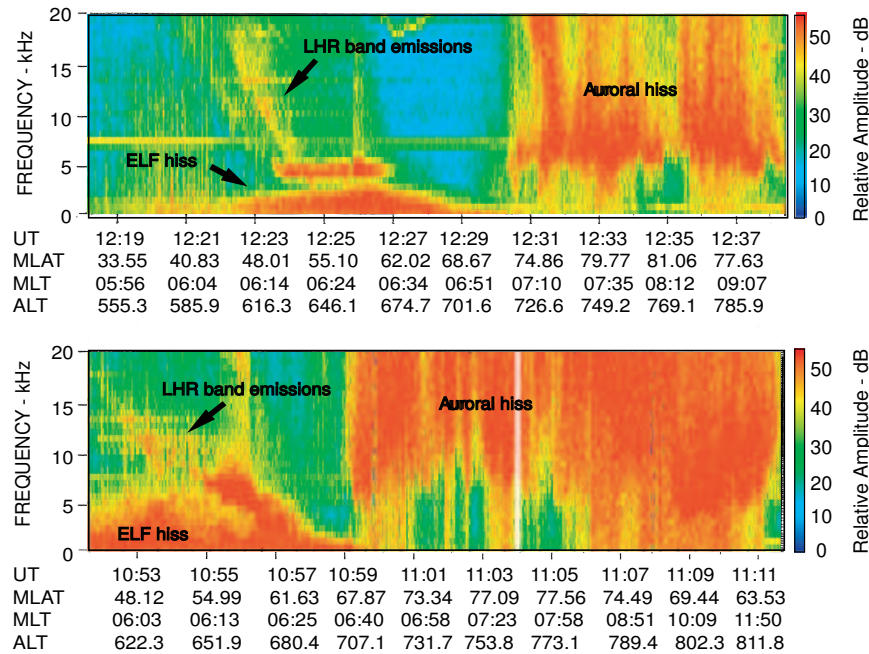 20
15
10
5
0
FREQUENCY - kHz
LHR band emissions
Auroral hiss
ELF hiss
50
40
30
20
10
0
Relative Amplitude - dB
UT 12:19 12:21 12:23 12:25 12:27 12:29 12:31 12:33 12:35 12:37
MLAT 33.55 40.83 48.01 55.10 62.02 68.67 74.86 79.77 81.06 77.63
MLT 05:56 06:04 06:14 06:24 06:34 06:51 07:10 07:35 08:12 09:07
ALT 555.3 585.9 616.3 646.1 674.7 701.6 726.6 749.2 769.1 785.9
20
15
10
5
0
FREQUENCY - kHz
LHR band emissions
Auroral hiss
ELF hiss
50
40
30
20
10
0
Relative Amplitude - dB
UT 10:53 10:55 10:57 10:59 11:01 11:03 11:05 11:07 11:09 11:11
MLAT 48.12 54.99 61.63 67.87 73.34 77.09 77.56 74.49 69.44 63.53
MLT 06:03 06:13 06:25 06:40 06:58 07:23 07:58 08:51 10:09 11:50
ALT 622.3 651.9 680.4 707.1 731.7 753.8 773.1 789.4 802.3 811.8